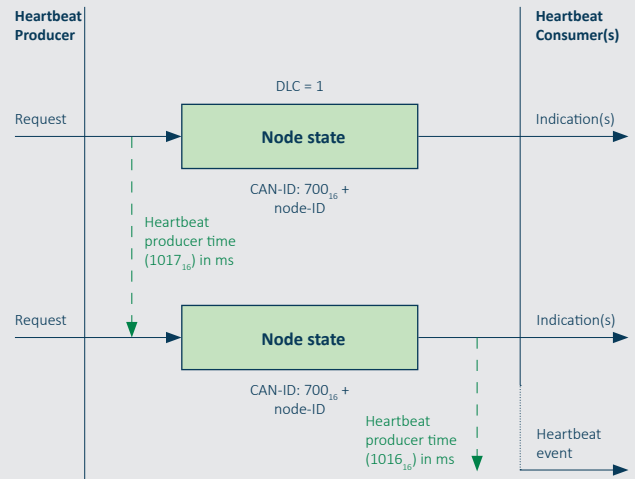 Heartbeat
Producer
Heartbeat
Consumer(s)
DLC = 1
Request
Node state
Indication(s)
CAN-ID: 700₁₆ +
node-ID
Heartbeat
producer time
(1017₁₆) in ms
Request
Node state
Indication(s)
CAN-ID: 700₁₆ +
node-ID
Heartbeat
producer time
(1016₁₆) in ms
Heartbeat
event